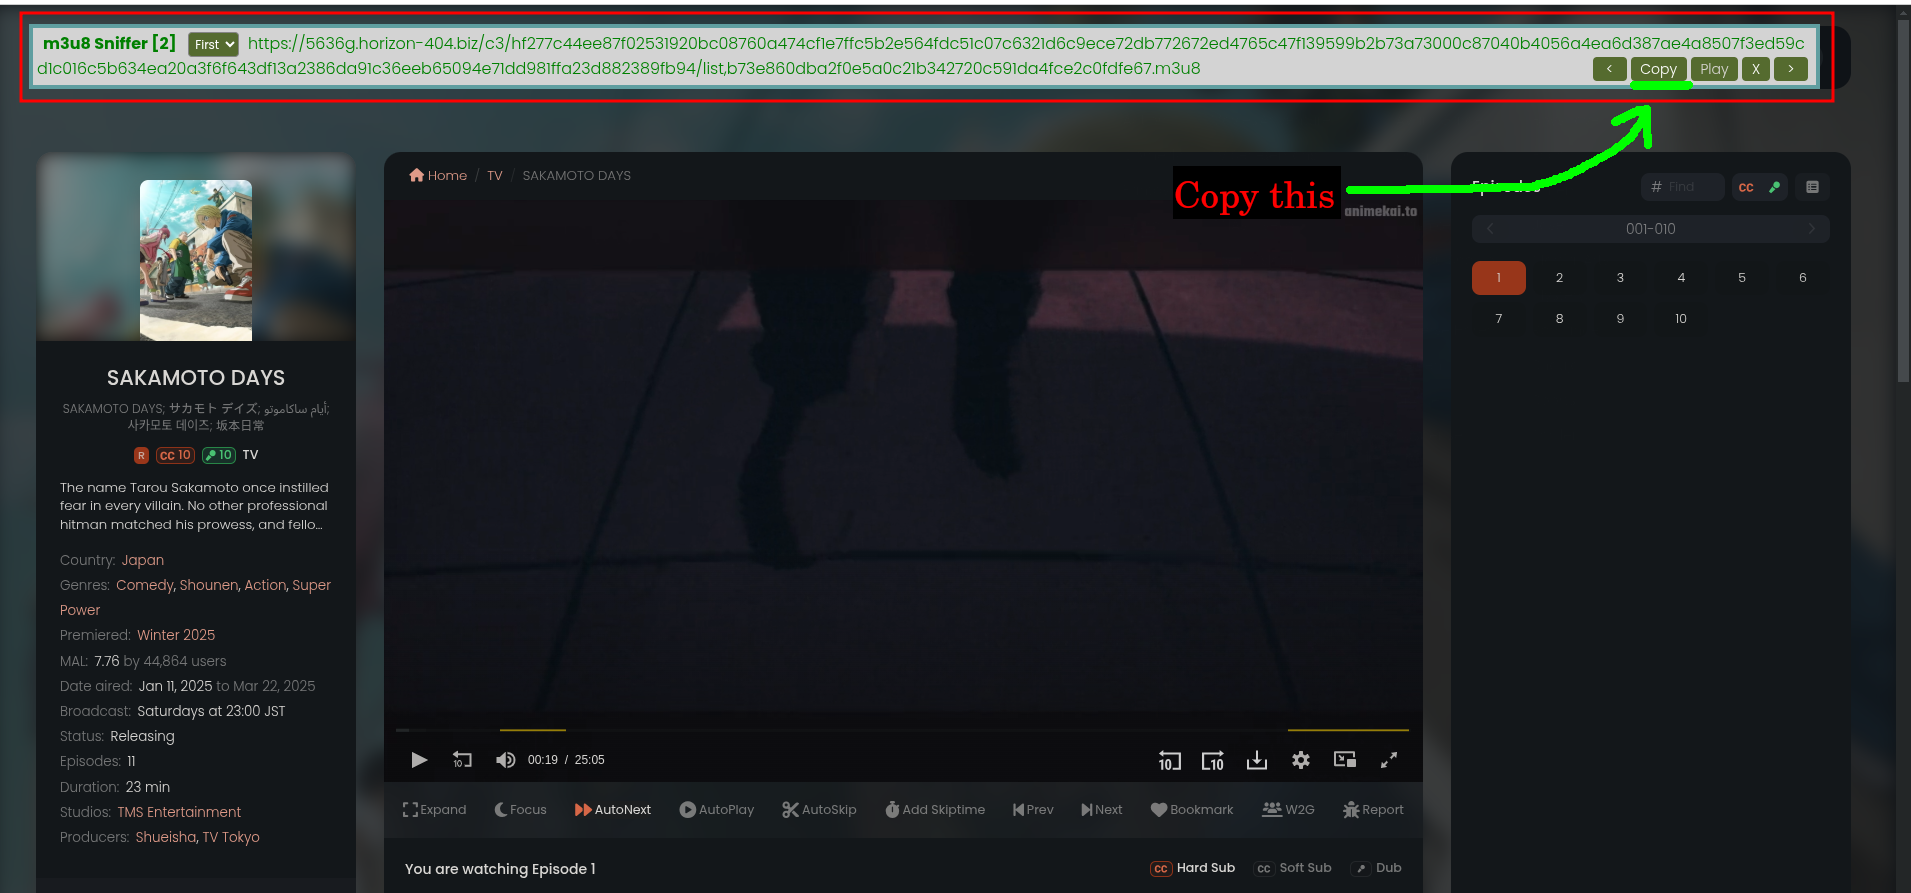 m3u8 Sniffer [2] First https://5636g.horizon-404.biz/c3/hf277c44ee87f02531920bc08760a474cf1e7ffc5b2e564fdc51c07c6321d6c9ece72db772672ed4765c47f139599b2b73a73000c87040b4056a4ea6d387ae4a8507f3ed59c
d1c016c5b634ea20a3f6f643df13a2386da91c36eeb65094e71dd981ffa23d882389fb94/list,b73e860dba2f0e5a0c21b342720c591da4fce2c0fdfe67.m3u8
< Copy Play X >
Home / TV / SAKAMOTO DAYS
Copy this
animekai.to
Episodes
# Find
CC
001-010
1 2 3 4 5 6
7 8 9 10
SAKAMOTO DAYS
SAKAMOTO DAYS; サカモト デイズ; أيام ساكاموتو;
사카모토 데이즈; 坂本日常
R CC 10 10 TV
The name Tarou Sakamoto once instilled
fear in every villain. No other professional
hitman matched his prowess, and fello...
Country: Japan
Genres: Comedy, Shounen, Action, Super
Power
Premiered: Winter 2025
MAL: 7.76 by 44,864 users
Date aired: Jan 11, 2025 to Mar 22, 2025
Broadcast: Saturdays at 23:00 JST
Status: Releasing
Episodes: 11
Duration: 23 min
Studios: TMS Entertainment
Producers: Shueisha, TV Tokyo
10 00:19 / 25:05 10 10
Expand Focus AutoNext AutoPlay AutoSkip Add Skiptime Prev Next Bookmark W2G Report
You are watching Episode 1
CC Hard Sub CC Soft Sub Dub